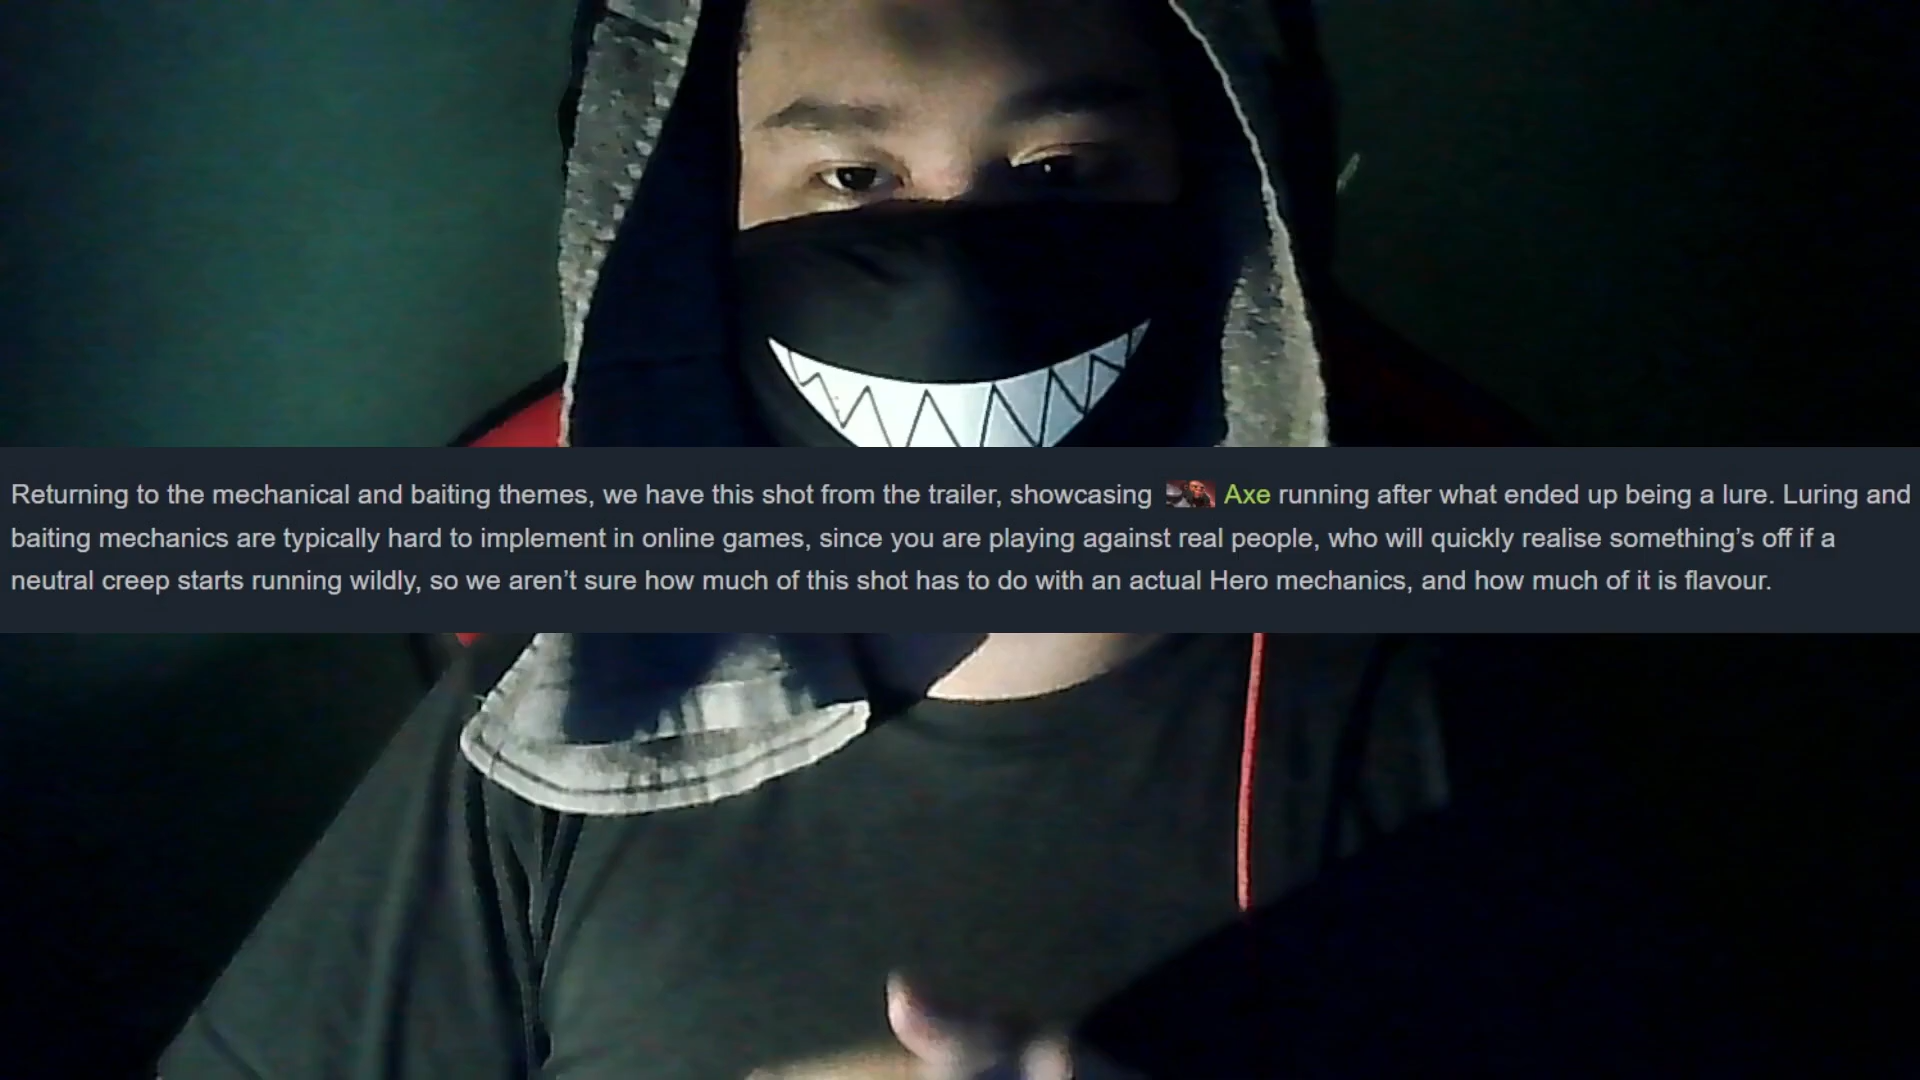 Returning to the mechanical and baiting themes, we have this shot from the trailer, showcasing Axe running after what ended up being a lure. Luring and
baiting mechanics are typically hard to implement in online games, since you are playing against real people, who will quickly realise something’s off if a
neutral creep starts running wildly, so we aren’t sure how much of this shot has to do with an actual Hero mechanics, and how much of it is flavour.